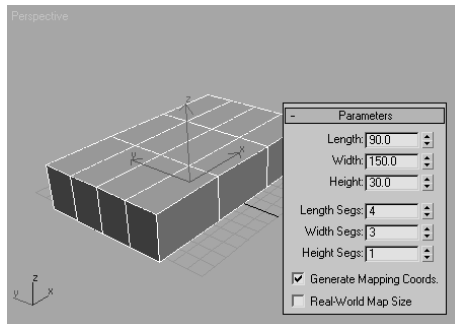 Perspective
z
y
x
- Parameters
Length: 90.0
Width: 150.0
Height: 30.0
Length Segs: 4
Width Segs: 3
Height Segs: 1
Generate Mapping Coords.
Real-World Map Size
z
y
x